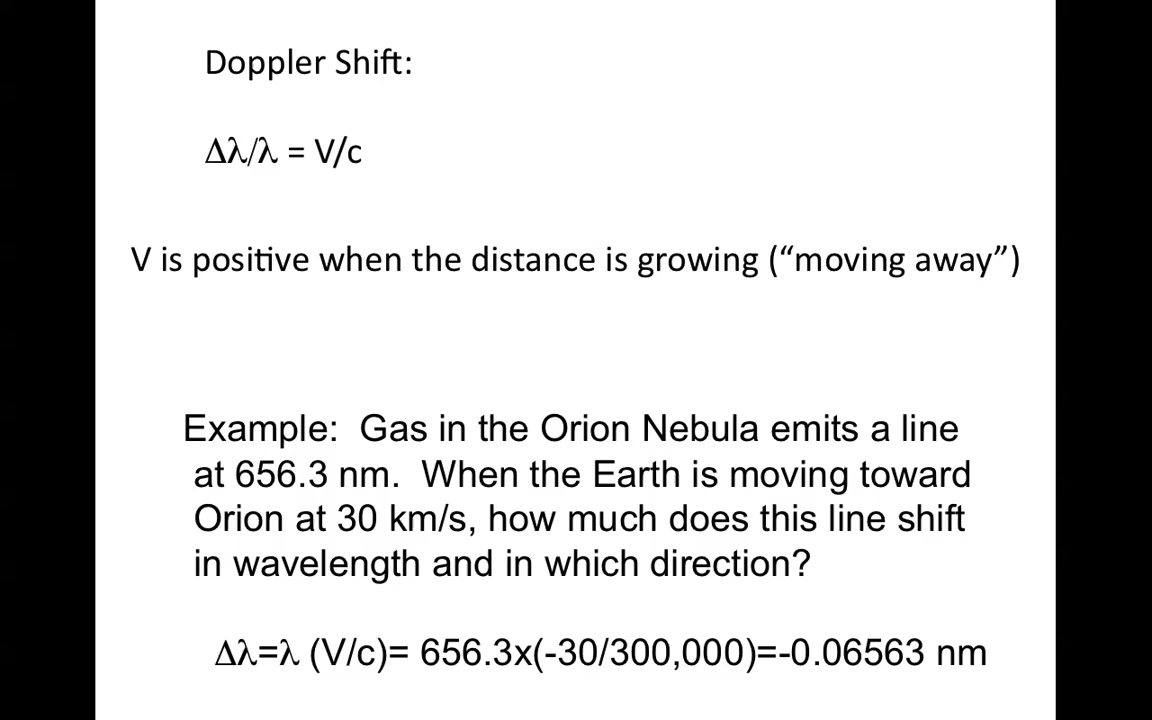 Doppler Shift:
Δλ/λ = V/c
V is positive when the distance is growing (“moving away”)
Example:  Gas in the Orion Nebula emits a line
at 656.3 nm.  When the Earth is moving toward
Orion at 30 km/s, how much does this line shift
in wavelength and in which direction?
Δλ=λ (V/c)= 656.3x(-30/300,000)=-0.06563 nm